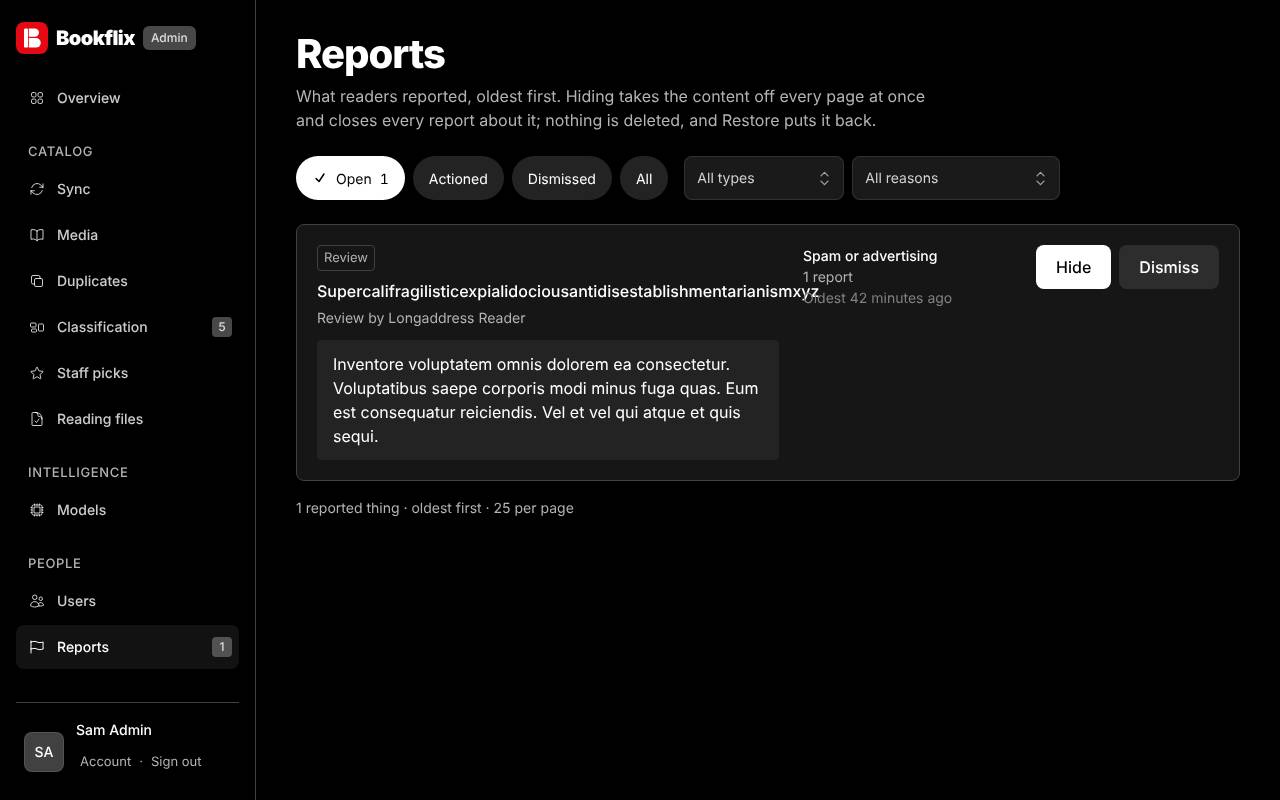 Bookflix Admin
Overview
CATALOG
Sync
Media
Duplicates
Classification 5
Staff picks
Reading files
INTELLIGENCE
Models
PEOPLE
Users
Reports 1
SA
Sam Admin
Account · Sign out
Reports
What readers reported, oldest first. Hiding takes the content off every page at once
and closes every report about it; nothing is deleted, and Restore puts it back.
Open 1
Actioned
Dismissed
All
All types
All reasons
Review
Supercalifragilisticexpialidociousantidisestablishmentarianismxyz
Review by Longaddress Reader
Inventore voluptatem omnis dolorem ea consectetur.
Voluptatibus saepe corporis modi minus fuga quas. Eum
est consequatur reiciendis. Vel et vel qui atque et quis
sequi.
Spam or advertising
1 report
Oldest 42 minutes ago
Hide
Dismiss
1 reported thing · oldest first · 25 per page